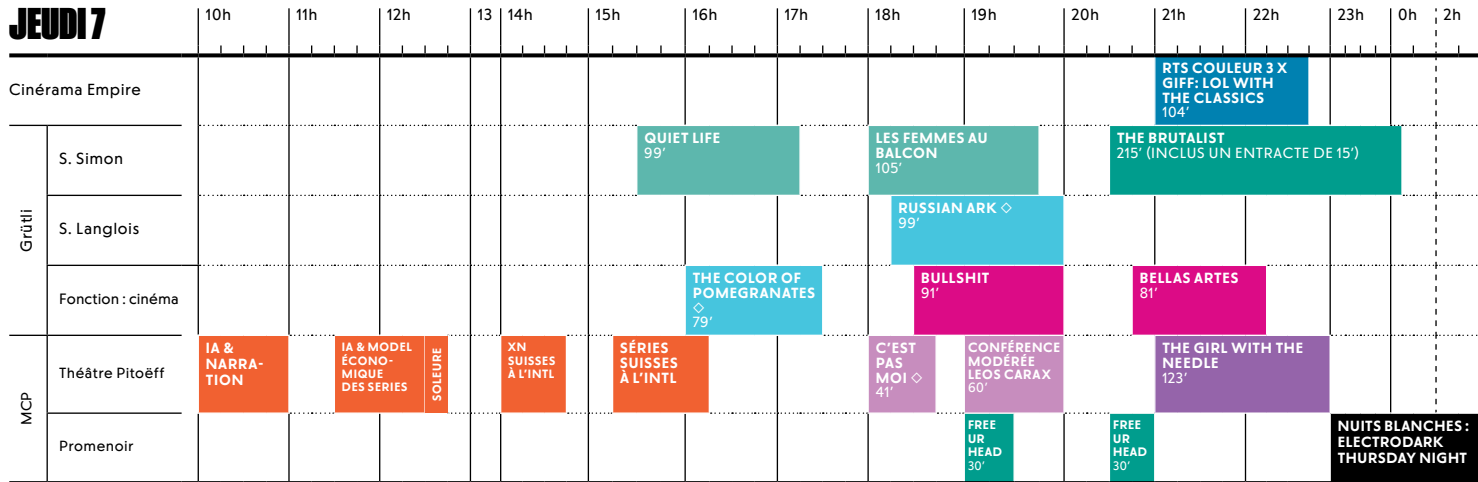 JEUDI 7
10h 11h 12h 13 14h 15h 16h 17h 18h 19h 20h 21h 22h 23h 0h 2h
Cinérama Empire
RTS COULEUR 3 X
GIFF: LOL WITH
THE CLASSICS
104’
Grütli
S. Simon
QUIET LIFE
99’
LES FEMMES AU
BALCON
105’
THE BRUTALIST
215’ (INCLUS UN ENTRACTE DE 15’)
S. Langlois
RUSSIAN ARK ◇
99’
Fonction : cinéma
THE COLOR OF
POMEGRANATES
◇
79’
BULLSHIT
91’
BELLAS ARTES
81’
MCP
Théâtre Pitoëff
IA &
NARRA-
TION
IA & MODEL
ÉCONO-
MIQUE
DES SERIES
SOLEURE
XN
SUISSES
À L’INTL
SÉRIES
SUISSES
À L’INTL
C’EST
PAS
MOI ◇
41’
CONFÉRENCE
MODÉRÉE
LEOS CARAX
60’
THE GIRL WITH THE
NEEDLE
123’
Promenoir
FREE
UR
HEAD
30’
FREE
UR
HEAD
30’
NUITS BLANCHES :
ELECTRODARK
THURSDAY NIGHT